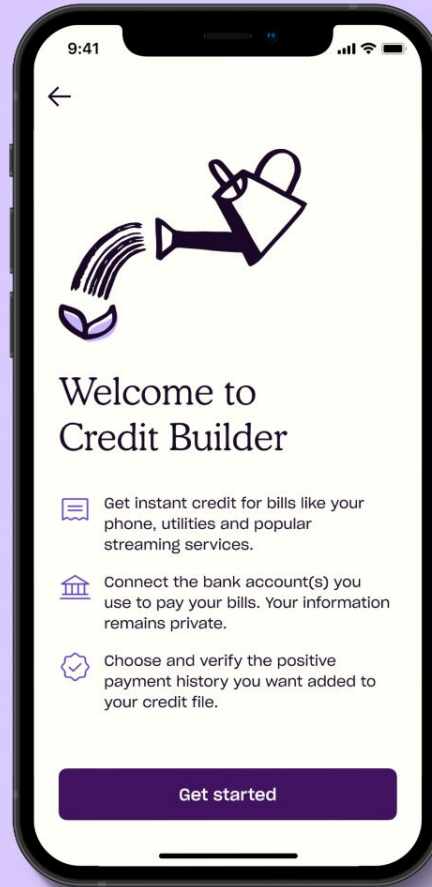 9:41
Welcome to
Credit Builder
Get instant credit for bills like your
phone, utilities and popular
streaming services.
Connect the bank account(s) you
use to pay your bills. Your information
remains private.
Choose and verify the positive
payment history you want added to
your credit file.
Get started